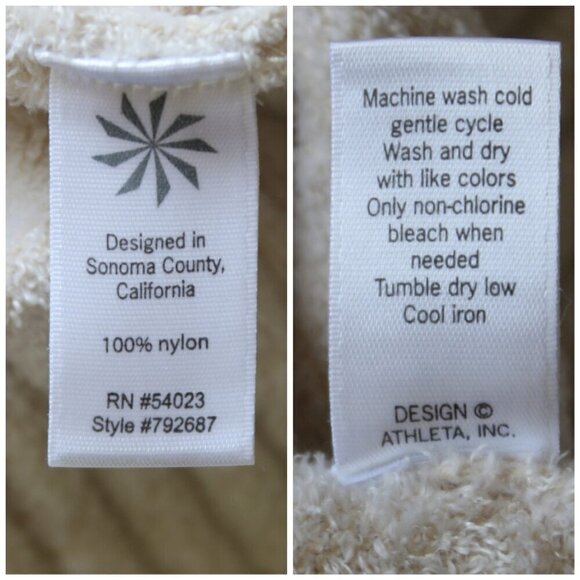 Designed in
Sonoma County,
California
100% nylon
RN #54023
Style #792687
Machine wash cold
gentle cycle
Wash and dry
with like colors
Only non-chlorine
bleach when
needed
Tumble dry low
Cool iron
DESIGN ©
ATHLETA, INC.